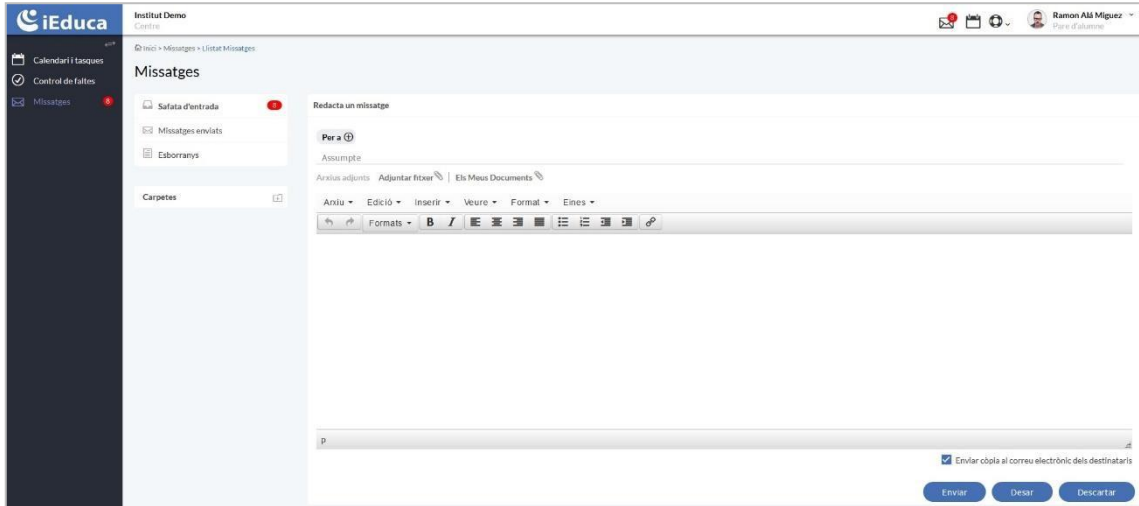 iEduca
Institut Demo
Centre
Ramon Alá Miguez
Pare d'alumne
Calendari i tasques
Control de faltes
Missatges 8
Inici > Missatges > Llistat Missatges
Missatges
Safata d'entrada 8
Missatges enviats
Esborranys
Carpetes
Redacta un missatge
Per a
Assumpte
Arxius adjunts Adjuntar fitxer | Els Meus Documents
Arxiu Edició Inserir Veure Format Eines
Formats B I
p
Enviar còpia al correu electrònic dels destinataris
Enviar Desar Descartar